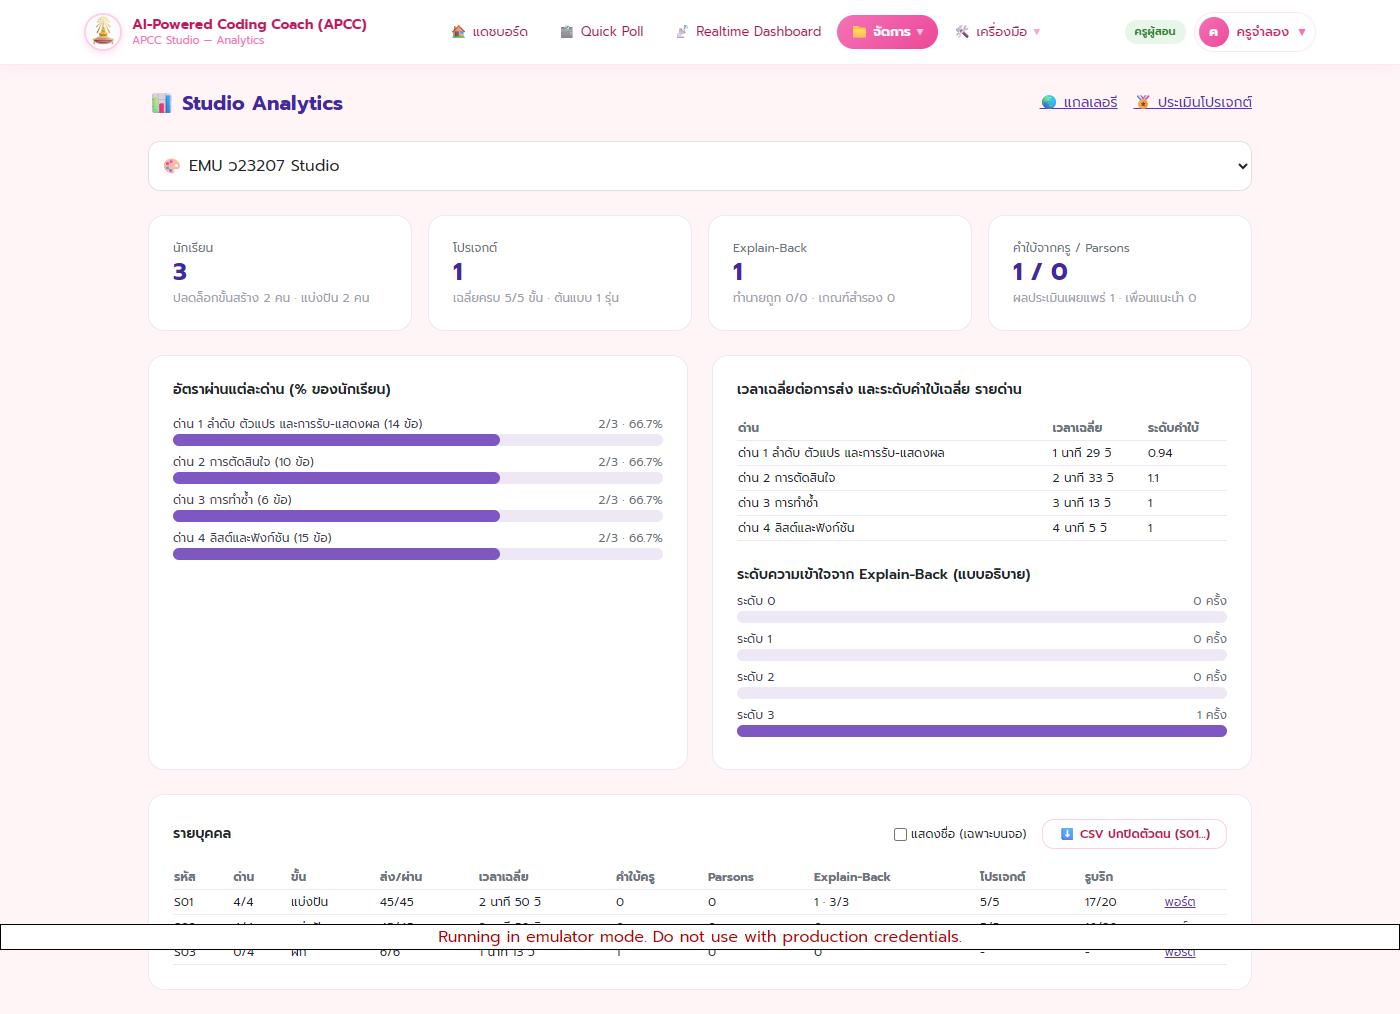 AI-Powered Coding Coach (APCC)
APCC Studio — Analytics
แดชบอร์ด
Quick Poll
Realtime Dashboard
จัดการ ▾
เครื่องมือ ▾
ครูผู้สอน
ค
ครูจำลอง ▾
Studio Analytics
แกลเลอรี
ประเมินโปรเจกต์
EMU ว23207 Studio
นักเรียน
3
ปลดล็อกขั้นสร้าง 2 คน · แบ่งปัน 2 คน
โปรเจกต์
1
เฉลี่ยครบ 5/5 ขั้น · ต้นแบบ 1 รุ่น
Explain-Back
1
ทำนายถูก 0/0 · เกณฑ์สำรอง 0
คำใบ้จากครู / Parsons
1 / 0
ผลประเมินเผยแพร่ 1 · เพื่อนแนะนำ 0
อัตราผ่านแต่ละด่าน (% ของนักเรียน)
ด่าน 1 ลำดับ ตัวแปร และการรับ-แสดงผล (14 ข้อ) 2/3 · 66.7%
ด่าน 2 การตัดสินใจ (10 ข้อ) 2/3 · 66.7%
ด่าน 3 การทำซ้ำ (6 ข้อ) 2/3 · 66.7%
ด่าน 4 ลิสต์และฟังก์ชัน (15 ข้อ) 2/3 · 66.7%
เวลาเฉลี่ยต่อการส่ง และระดับคำใบ้เฉลี่ย รายด่าน
ด่าน เวลาเฉลี่ย ระดับคำใบ้
ด่าน 1 ลำดับ ตัวแปร และการรับ-แสดงผล 1 นาที 29 วิ 0.94
ด่าน 2 การตัดสินใจ 2 นาที 33 วิ 1.1
ด่าน 3 การทำซ้ำ 3 นาที 13 วิ 1
ด่าน 4 ลิสต์และฟังก์ชัน 4 นาที 5 วิ 1
ระดับความเข้าใจจาก Explain-Back (แบบอธิบาย)
ระดับ 0 0 ครั้ง
ระดับ 1 0 ครั้ง
ระดับ 2 0 ครั้ง
ระดับ 3 1 ครั้ง
รายบุคคล
แสดงชื่อ (เฉพาะบนจอ)
CSV ปกปิดตัวตน (S01…)
รหัส ด่าน ขั้น ส่ง/ผ่าน เวลาเฉลี่ย คำใบ้ครู Parsons Explain-Back โปรเจกต์ รูบริก
S01 4/4 แบ่งปัน 45/45 2 นาที 50 วิ 0 0 1 · 3/3 5/5 17/20 พอร์ต
Running in emulator mode. Do not use with production credentials.
S03 0/4 ฝึก 6/6 1 นาที 13 วิ 1 0 0 - - พอร์ต